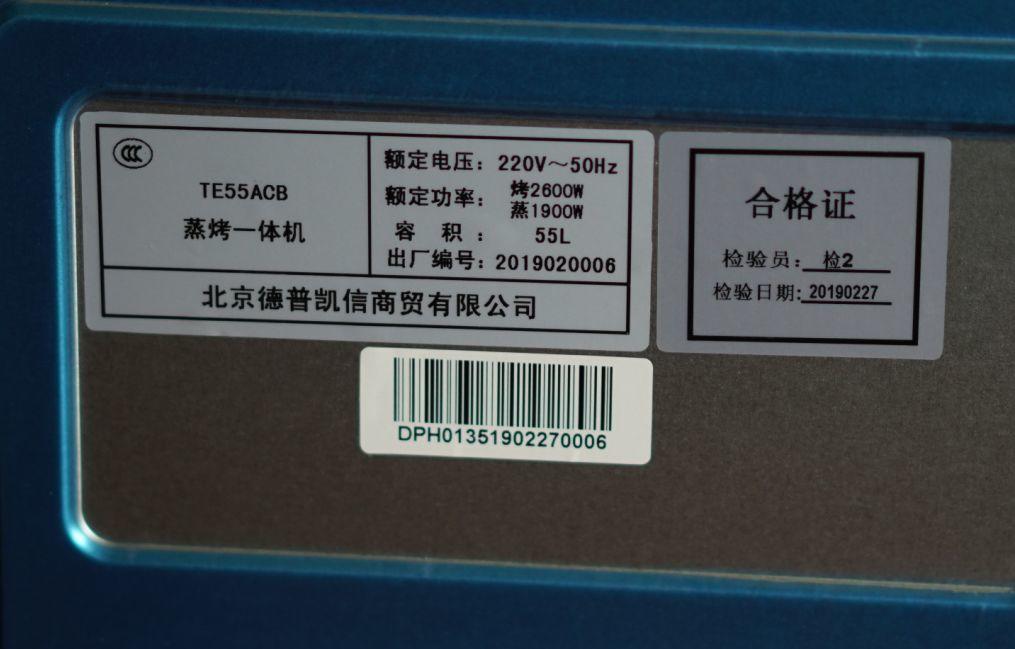 CCC
TE55ACB
蒸烤一体机
额定电压: 220V～50Hz
额定功率: 烤2600W
蒸1900W
容 积: 55L
出厂编号: 2019020006
北京德普凯信商贸有限公司
合格证
检验员: 检2
检验日期: 20190227
DPH01351902270006